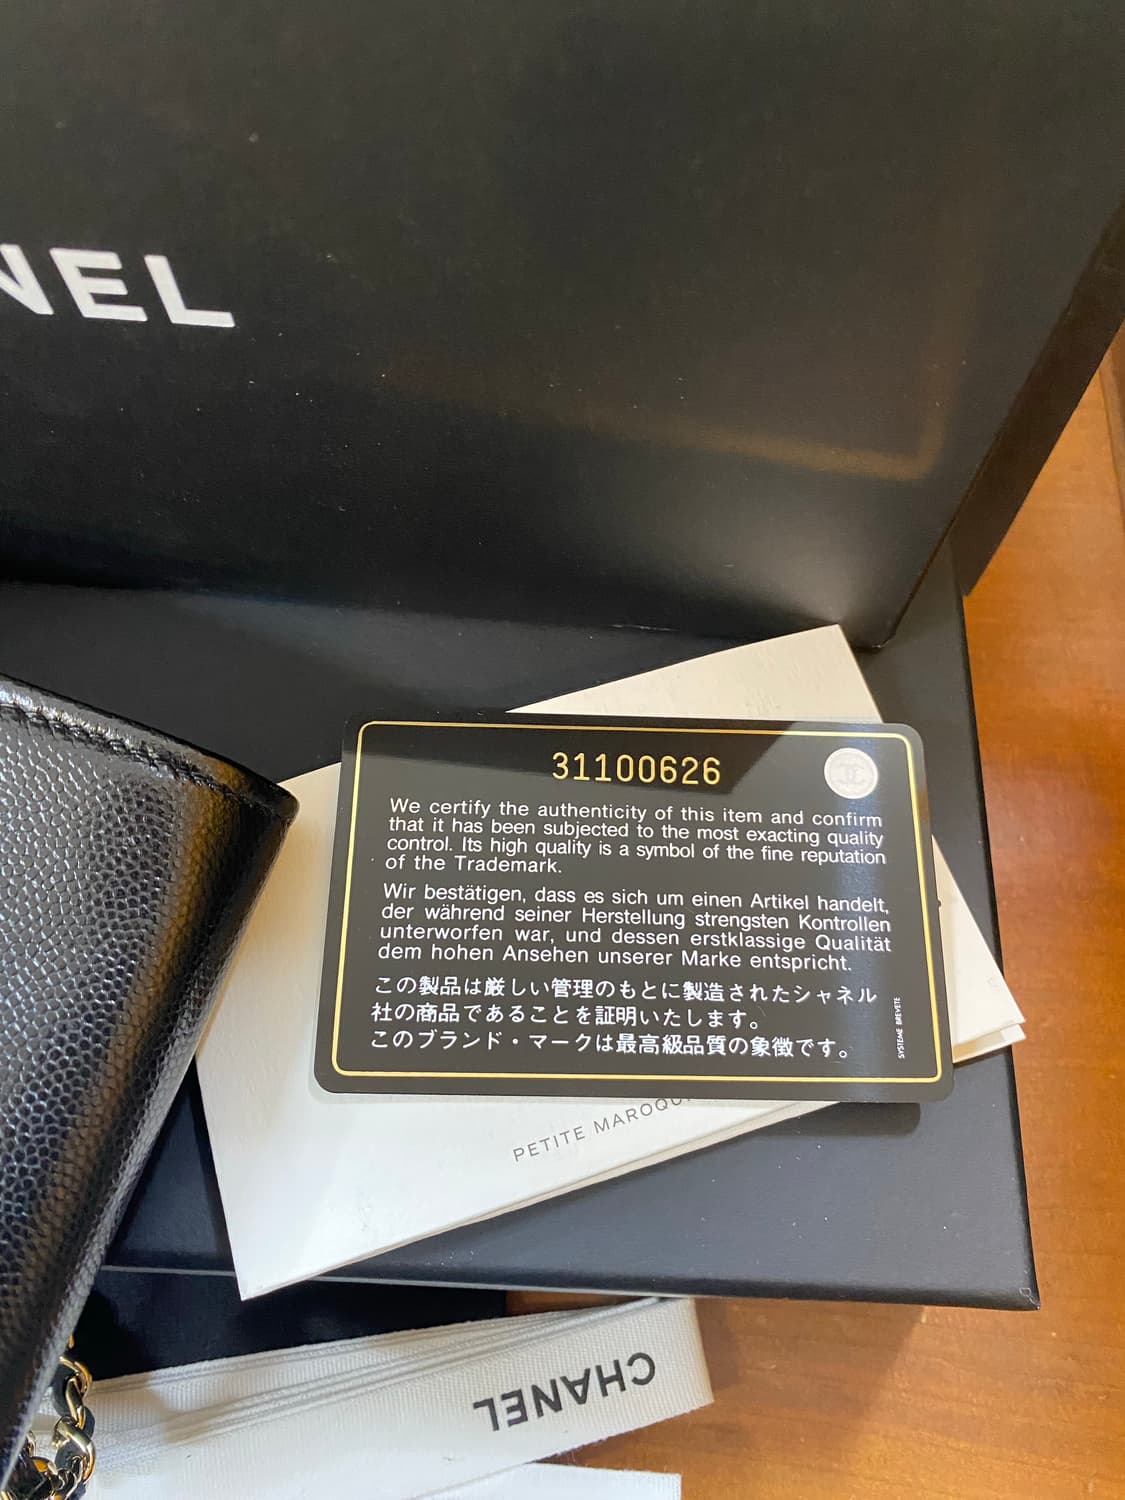 NEL
31100626
We certify the authenticity of this item and confirm
that it has been subjected to the most exacting quality
control. Its high quality is a symbol of the fine reputation
of the Trademark.
Wir bestätigen, dass es sich um einen Artikel handelt,
der während seiner Herstellung strengsten Kontrollen
unterworfen war, und dessen erstklassige Qualität
dem hohen Ansehen unserer Marke entspricht.
この製品は厳しい管理のもとに製造されたシャネル
社の商品であることを証明いたします。
このブランド・マークは最高級品質の象徴です。
SYSTEME BREVETE
PETITE MAROQU
CHANEL